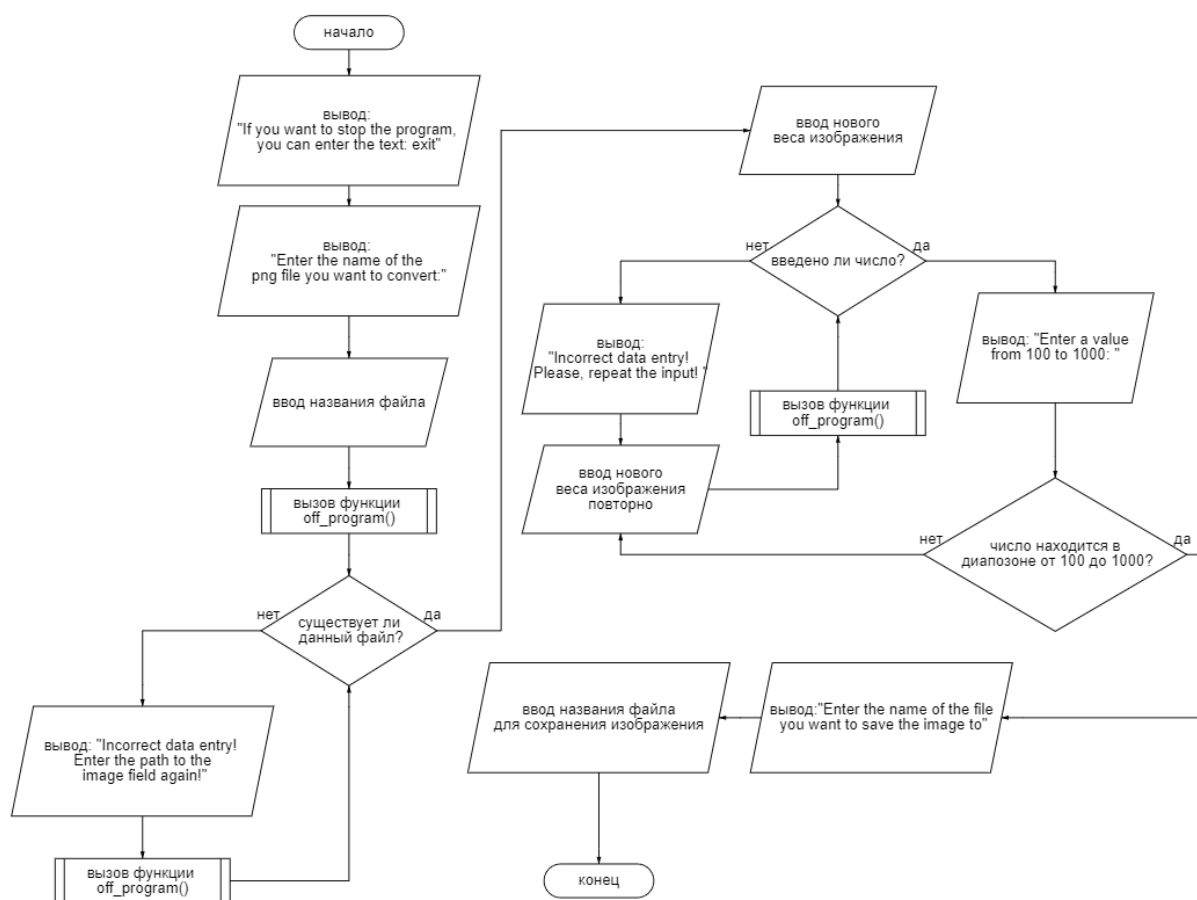 начало
вывод:
"If you want to stop the program,
you can enter the text: exit"
вывод:
"Enter the name of the
png file you want to convert:"
ввод названия файла
вызов функции
off_program()
нет
да
существует ли
данный файл?
вывод: "Incorrect data entry!
Enter the path to the
image field again!"
вызов функции
off_program()
ввод нового
веса изображения
нет
да
введено ли число?
вывод:
"Incorrect data entry!
Please, repeat the input! "
вызов функции
off_program()
ввод нового
веса изображения
повторно
вывод: "Enter a value
from 100 to 1000: "
нет
да
число находится в
диапозоне от 100 до 1000?
вывод:"Enter the name of the file
you want to save the image to"
ввод названия файла
для сохранения изображения
конец